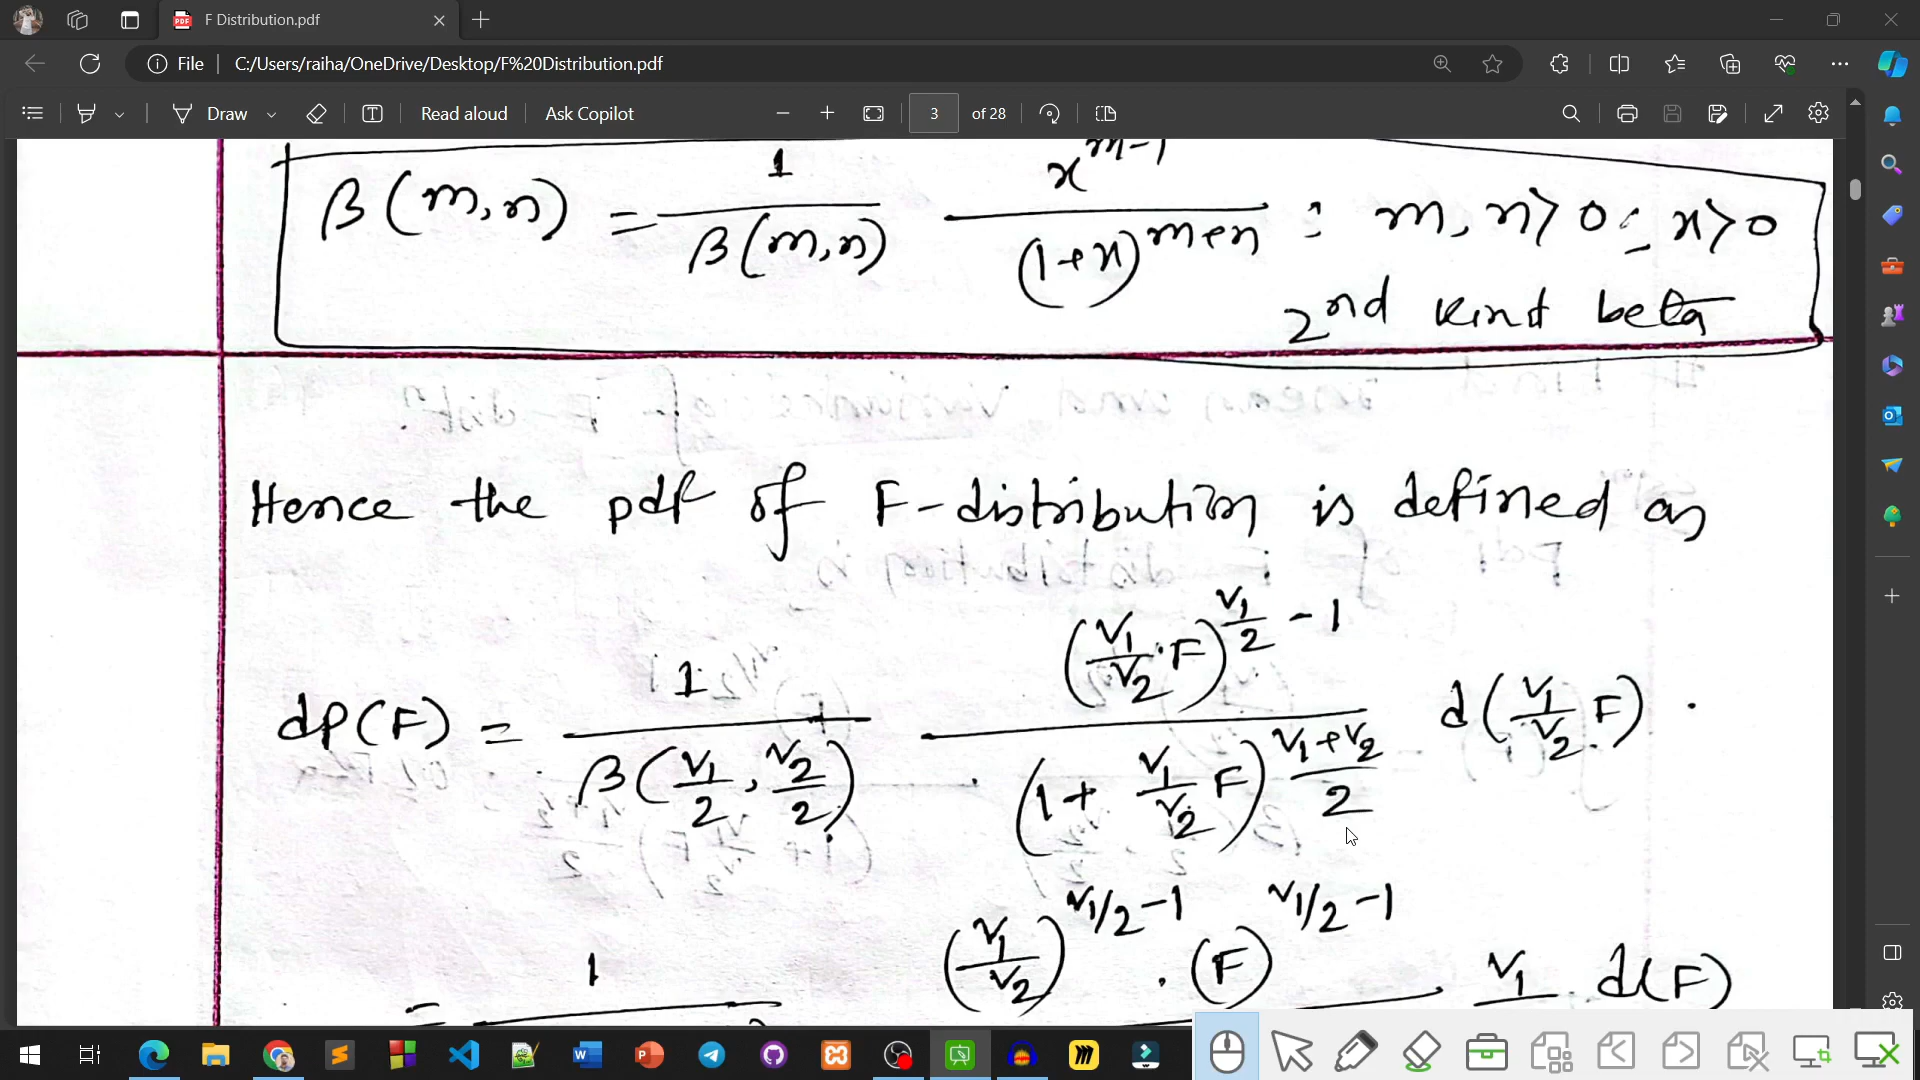 F Distribution.pdf
File C:/Users/raiha/OneDrive/Desktop/F%20Distribution.pdf
Draw Read aloud Ask Copilot 3 of 28
β(m,n) = 1/β(m,n) x^(m-1)/(1+x)^(m+n) ; m, n>0 ; x>0
2nd kind beta
Hence the pdf of F-distribution is defined as
dp(F) = 1/β(v₁/2, v₂/2) · (v₁/v₂·F)^(v₁/2 - 1)/(1+ v₁/v₂ F)^((v₁+v₂)/2) d(v₁/v₂ F) .
= 1 (v₁/v₂)^(v₁/2-1) · (F)^(v₁/2-1) v₁ d(F)